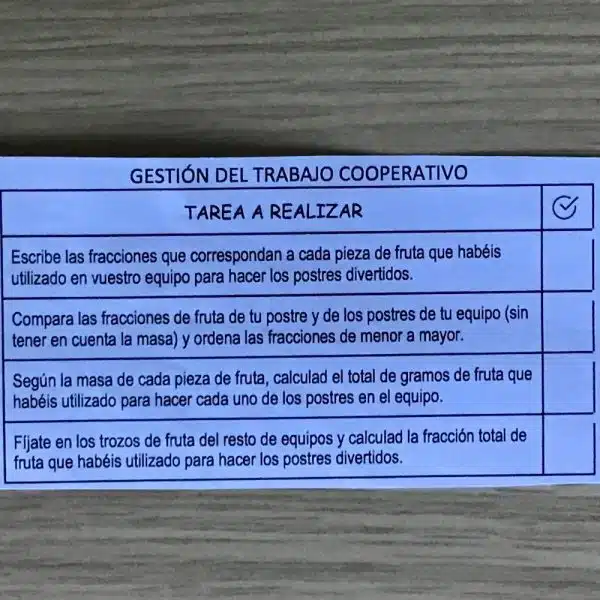 GESTIÓN DEL TRABAJO COOPERATIVO
TAREA A REALIZAR
Escribe las fracciones que correspondan a cada pieza de fruta que habéis
utilizado en vuestro equipo para hacer los postres divertidos.
Compara las fracciones de fruta de tu postre y de los postres de tu equipo (sin
tener en cuenta la masa) y ordena las fracciones de menor a mayor.
Según la masa de cada pieza de fruta, calculad el total de gramos de fruta que
habéis utilizado para hacer cada uno de los postres en el equipo.
Fíjate en los trozos de fruta del resto de equipos y calculad la fracción total de
fruta que habéis utilizado para hacer los postres divertidos.